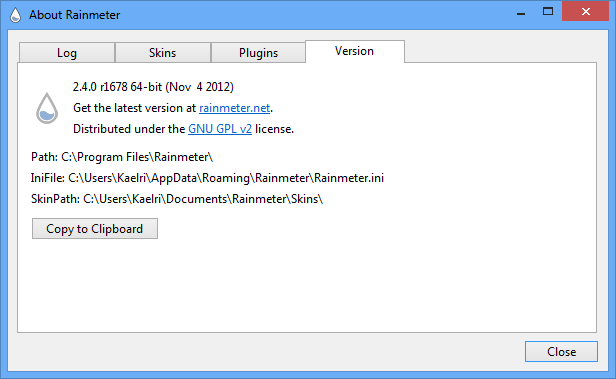 About Rainmeter
Log Skins Plugins Version
2.4.0 r1678 64-bit (Nov  4 2012)
Get the latest version at rainmeter.net.
Distributed under the GNU GPL v2 license.
Path: C:\Program Files\Rainmeter\
IniFile: C:\Users\Kaelri\AppData\Roaming\Rainmeter\Rainmeter.ini
SkinPath: C:\Users\Kaelri\Documents\Rainmeter\Skins\
Copy to Clipboard
Close